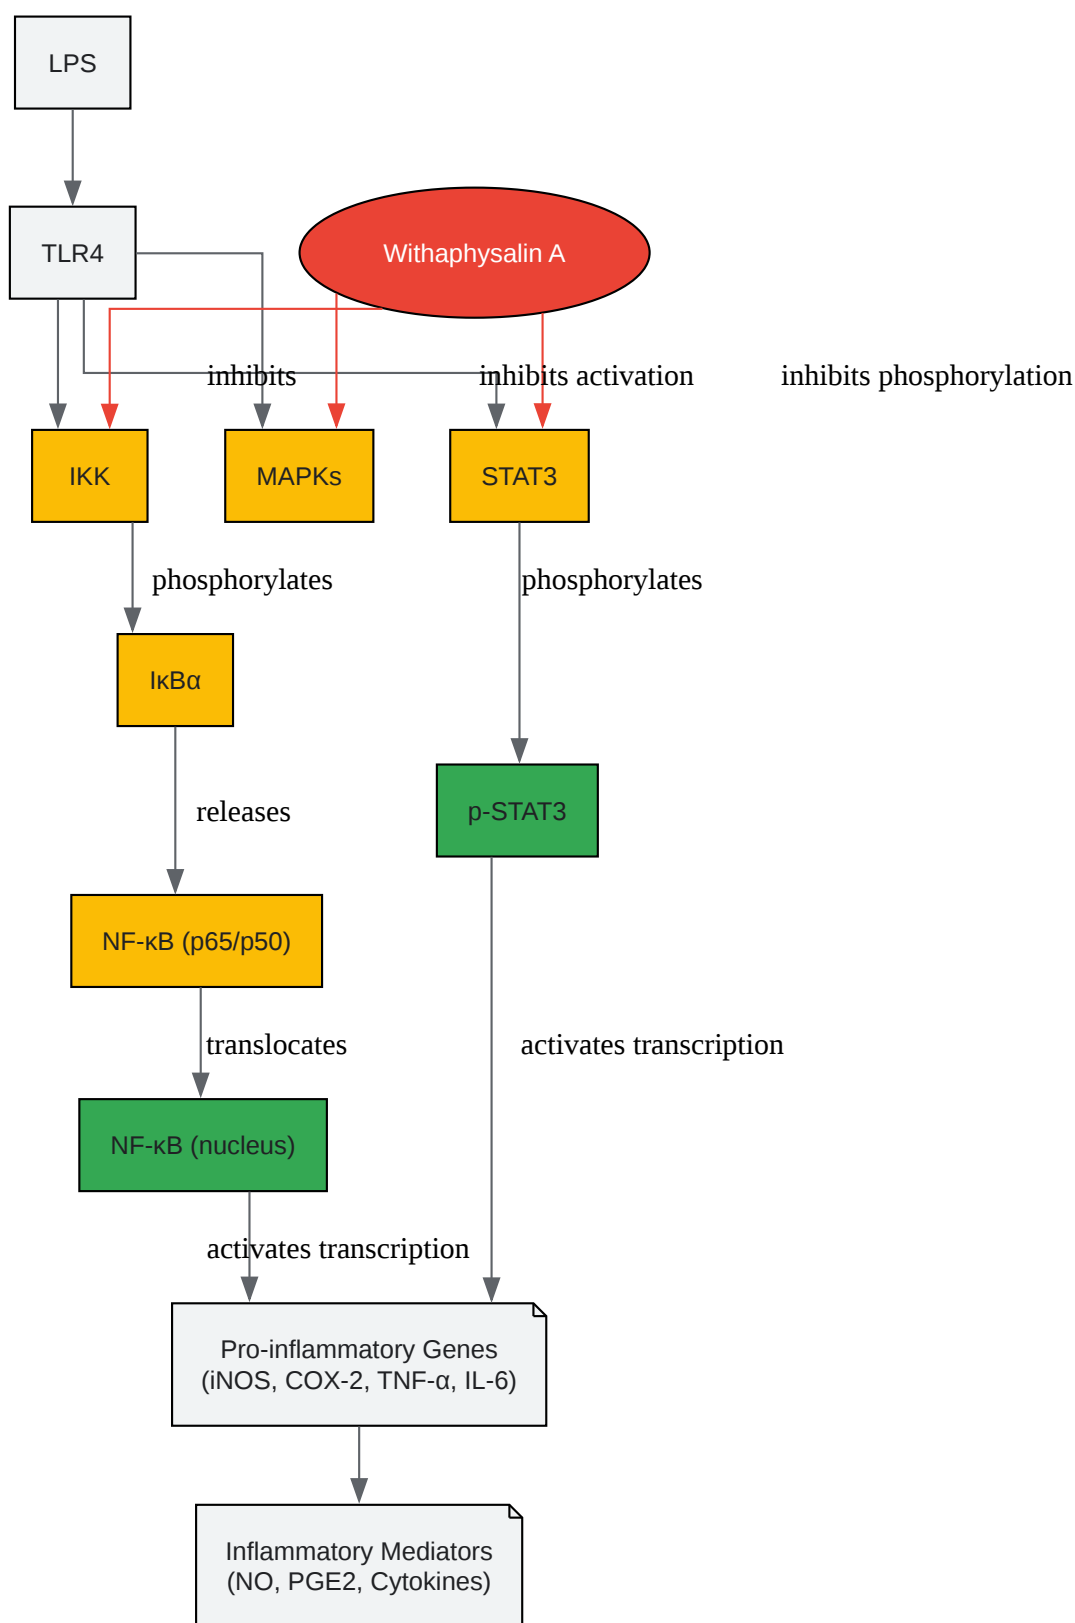 LPS
TLR4
Withaphysalin A
inhibits
inhibits activation
inhibits phosphorylation
IKK
MAPKs
STAT3
phosphorylates
phosphorylates
IκBα
releases
p-STAT3
NF-κB (p65/p50)
translocates
activates transcription
NF-κB (nucleus)
activates transcription
Pro-inflammatory Genes
(iNOS, COX-2, TNF-α, IL-6)
Inflammatory Mediators
(NO, PGE2, Cytokines)